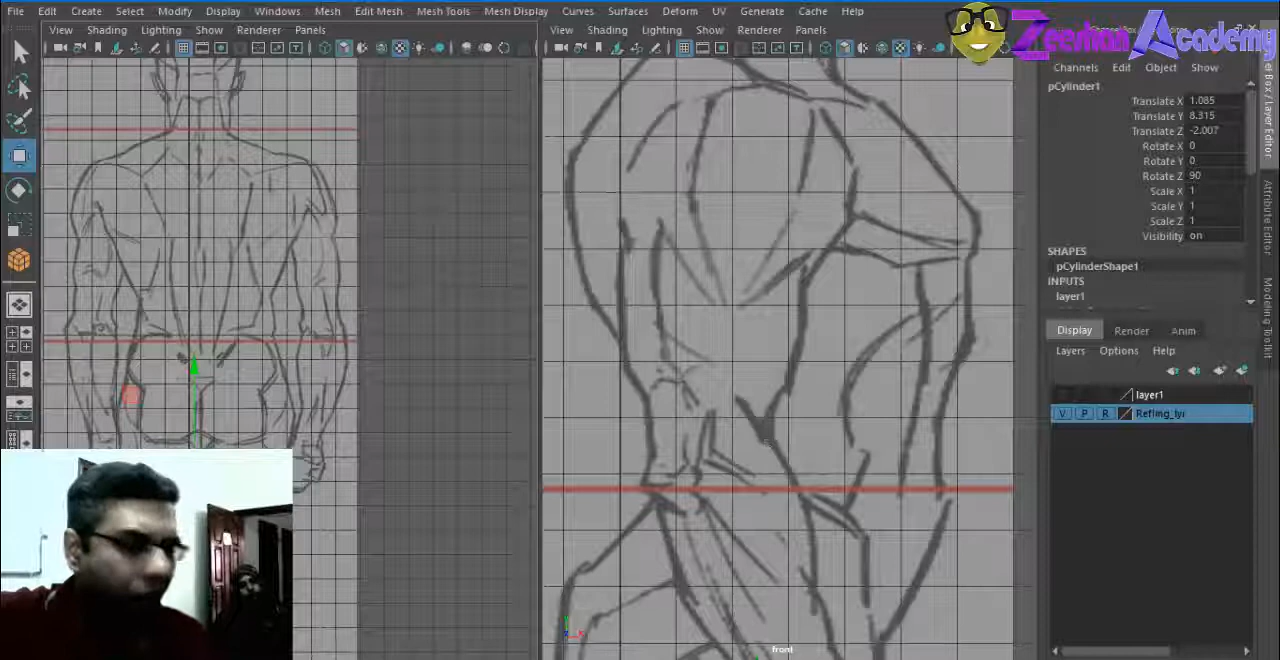 File Edit Create Select Modify Display Windows Mesh Edit Mesh Mesh Tools Mesh Display Curves Surfaces Deform UV Generate Cache Help
Zeeshan Academy
View Shading Lighting Show Renderer Panels
View Shading Lighting Show Renderer Panels
Channels Edit Object Show
pCylinder1
Translate X 1.085
Translate Y 8.315
Translate Z -2.007
Rotate X 0
Rotate Y 0
Rotate Z 90
Scale X 1
Scale Y 1
Scale Z 1
Visibility on
SHAPES
pCylinderShape1
INPUTS
layer1
Display Render Anim
Layers Options Help
layer1
V P R RefImg_lyr
Box / Layer Editor
Attribute Editor
Modeling Toolkit
y
x
front